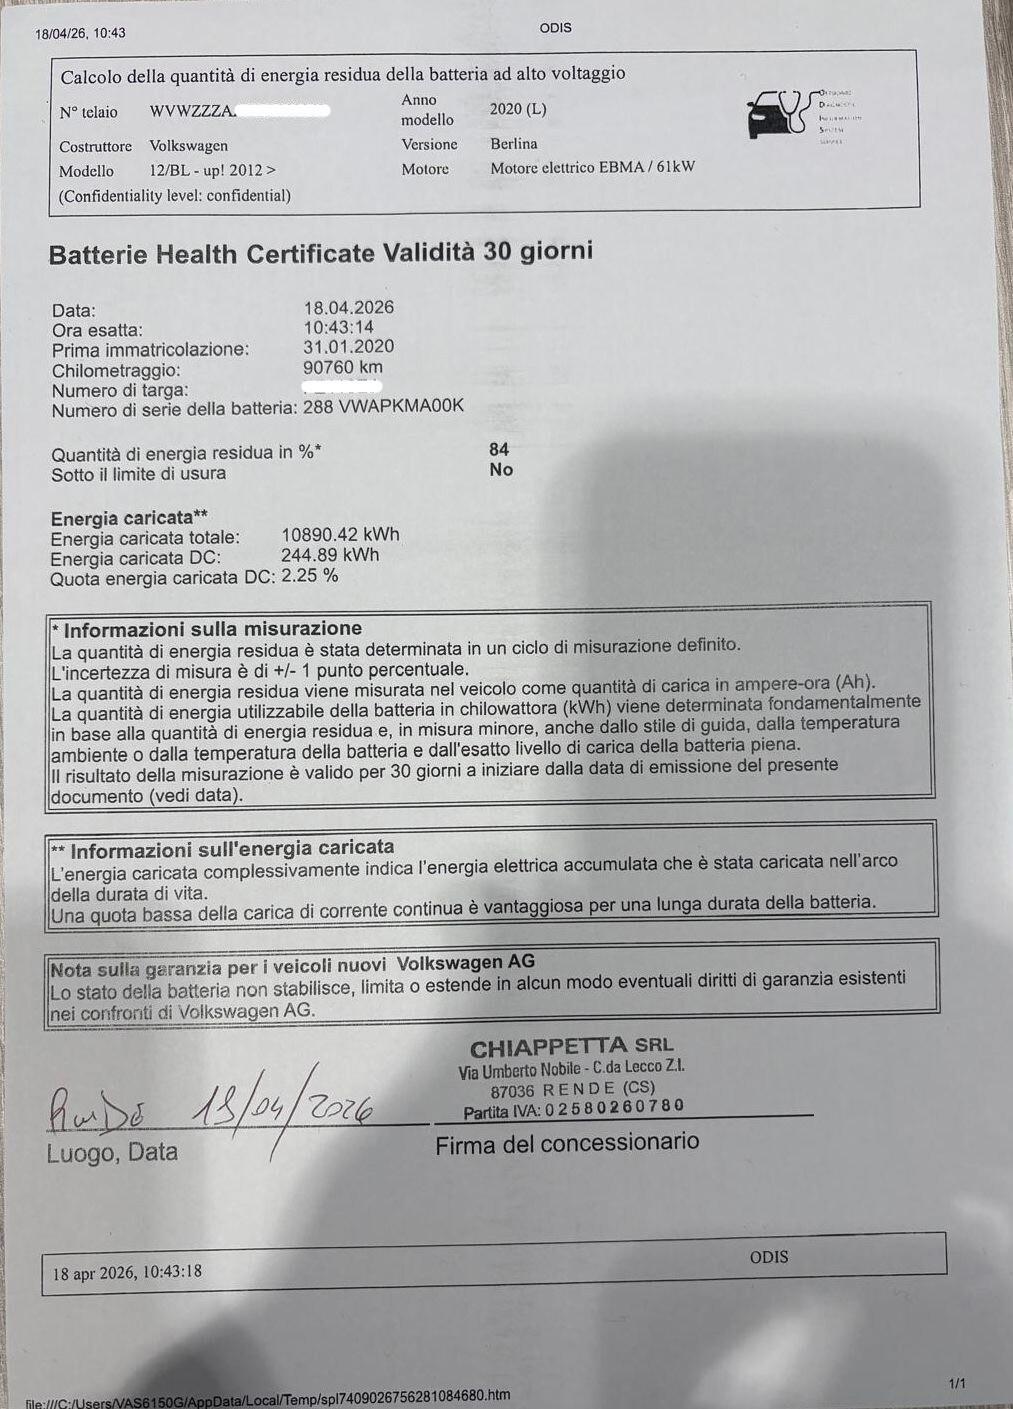 18/04/26, 10:43
ODIS
Calcolo della quantità di energia residua della batteria ad alto voltaggio
N° telaio WVWZZZA
Anno modello 2020 (L)
Costruttore Volkswagen
Versione Berlina
Modello 12/BL - up! 2012 >
Motore Motore elettrico EBMA / 61kW
(Confidentiality level: confidential)
Batterie Health Certificate Validità 30 giorni
Data: 18.04.2026
Ora esatta: 10:43:14
Prima immatricolazione: 31.01.2020
Chilometraggio: 90760 km
Numero di targa:
Numero di serie della batteria: 288 VWAPKMA00K
Quantità di energia residua in %* 84
Sotto il limite di usura No
Energia caricata**
Energia caricata totale: 10890.42 kWh
Energia caricata DC: 244.89 kWh
Quota energia caricata DC: 2.25 %
* Informazioni sulla misurazione
La quantità di energia residua è stata determinata in un ciclo di misurazione definito.
L'incertezza di misura è di +/- 1 punto percentuale.
La quantità di energia residua viene misurata nel veicolo come quantità di carica in ampere-ora (Ah).
La quantità di energia utilizzabile della batteria in chilowattora (kWh) viene determinata fondamentalmente
in base alla quantità di energia residua e, in misura minore, anche dallo stile di guida, dalla temperatura
ambiente o dalla temperatura della batteria e dall'esatto livello di carica della batteria piena.
Il risultato della misurazione è valido per 30 giorni a iniziare dalla data di emissione del presente
documento (vedi data).
** Informazioni sull'energia caricata
L'energia caricata complessivamente indica l'energia elettrica accumulata che è stata caricata nell'arco
della durata di vita.
Una quota bassa della carica di corrente continua è vantaggiosa per una lunga durata della batteria.
Nota sulla garanzia per i veicoli nuovi Volkswagen AG
Lo stato della batteria non stabilisce, limita o estende in alcun modo eventuali diritti di garanzia esistenti
nei confronti di Volkswagen AG.
CHIAPPETTA SRL
Via Umberto Nobile - C.da Lecco Z.I.
87036 RENDE (CS)
Partita IVA: 02580260780
/04/2026
Luogo, Data
Firma del concessionario
18 apr 2026, 10:43:18
ODIS
1/1
file:///C:/Users/VAS6150G/AppData/Local/Temp/spl7409026756281084680.htm